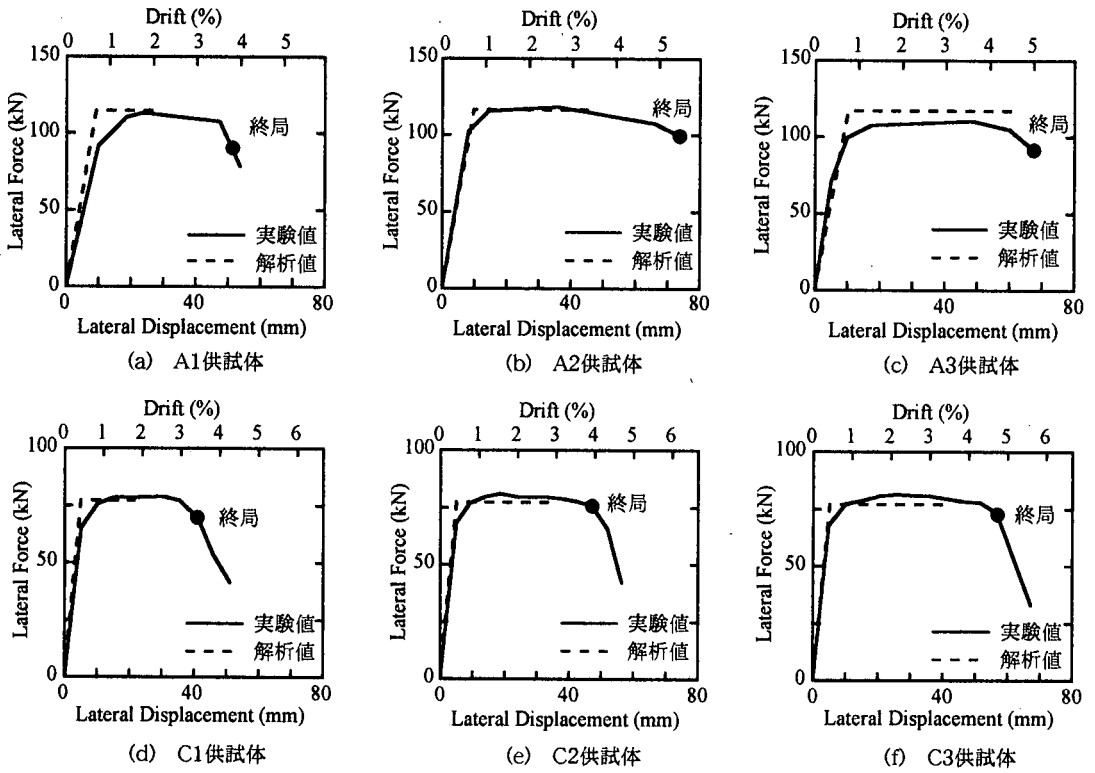 Drift (%)
0 1 2 3 4 5
150
100
50
0
Lateral Force (kN)
終局
実験値
解析値
0 40 80
Lateral Displacement (mm)
(a) A1供試体
Drift (%)
0 1 2 3 4 5
150
100
50
0
Lateral Force (kN)
終局
実験値
解析値
0 40 80
Lateral Displacement (mm)
(b) A2供試体
Drift (%)
0 1 2 3 4 5
150
100
50
0
Lateral Force (kN)
終局
実験値
解析値
0 40 80
Lateral Displacement (mm)
(c) A3供試体
Drift (%)
0 1 2 3 4 5 6
100
50
0
Lateral Force (kN)
終局
実験値
解析値
0 40 80
Lateral Displacement (mm)
(d) C1供試体
Drift (%)
0 1 2 3 4 5 6
100
50
0
Lateral Force (kN)
終局
実験値
解析値
0 40 80
Lateral Displacement (mm)
(e) C2供試体
Drift (%)
0 1 2 3 4 5 6
100
50
0
Lateral Force (kN)
終局
実験値
解析値
0 40 80
Lateral Displacement (mm)
(f) C3供試体